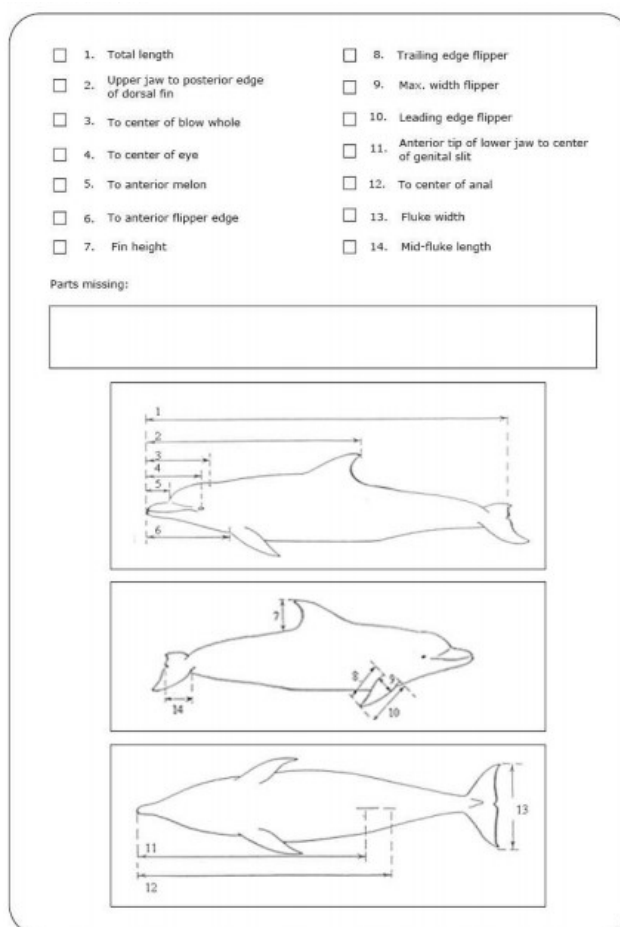 1. Total length
2. Upper jaw to posterior edge
of dorsal fin
3. To center of blow whole
4. To center of eye
5. To anterior melon
6. To anterior flipper edge
7. Fin height
8. Trailing edge flipper
9. Max. width flipper
10. Leading edge flipper
11. Anterior tip of lower jaw to center
of genital slit
12. To center of anal
13. Fluke width
14. Mid-fluke length
Parts missing:
1
2
3
4
5
6
7
8
9
10
14
11
12
13